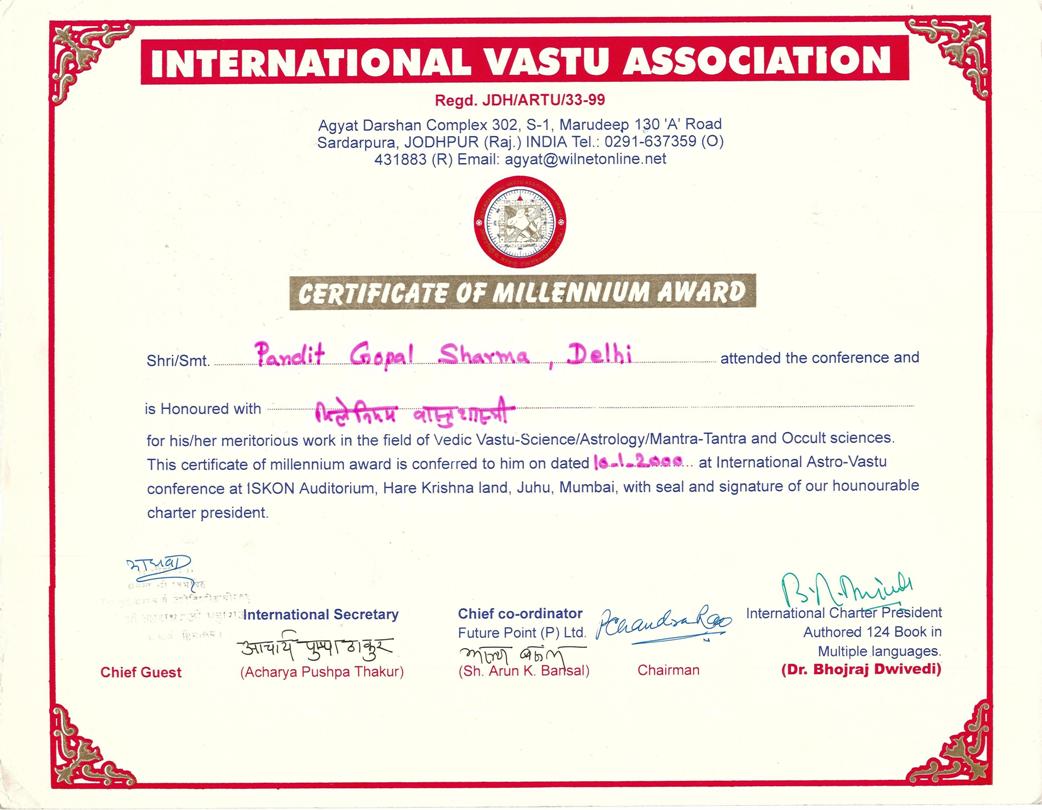 INTERNATIONAL VASTU ASSOCIATION
Regd. JDH/ARTU/33-99
Agyat Darshan Complex 302, S-1, Marudeep 130 'A' Road
Sardarpura, JODHPUR (Raj.) INDIA Tel.: 0291-637359 (O)
431883 (R) Email: agyat@wilnetonline.net
CERTIFICATE OF MILLENNIUM AWARD
Shri/Smt. Pandit Gopal Sharma, Delhi attended the conference and
is Honoured with मिलेनियम वास्तुशास्त्री
for his/her meritorious work in the field of Vedic Vastu-Science/Astrology/Mantra-Tantra and Occult sciences.
This certificate of millennium award is conferred to him on dated 10.1.2000... at International Astro-Vastu
conference at ISKON Auditorium, Hare Krishna land, Juhu, Mumbai, with seal and signature of our hounourable
charter president.
International Secretary Chief co-ordinator International Charter President
Future Point (P) Ltd. Authored 124 Book in
आचार्य पुष्पा ठाकुर Multiple languages.
Chief Guest (Acharya Pushpa Thakur) (Sh. Arun K. Bansal) Chairman (Dr. Bhojraj Dwivedi)